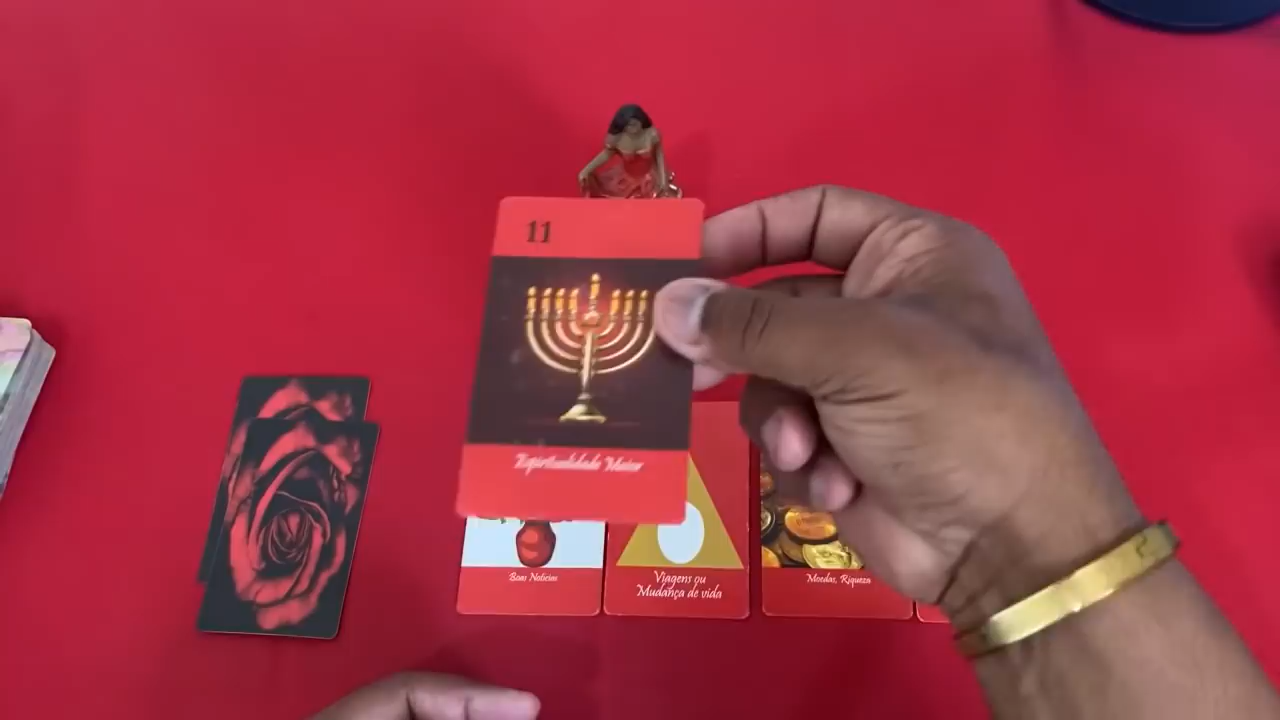 11
Espiritualidade Maior
Boas Notícias
Viagens ou
Mudança de vida
Moedas, Riqueza